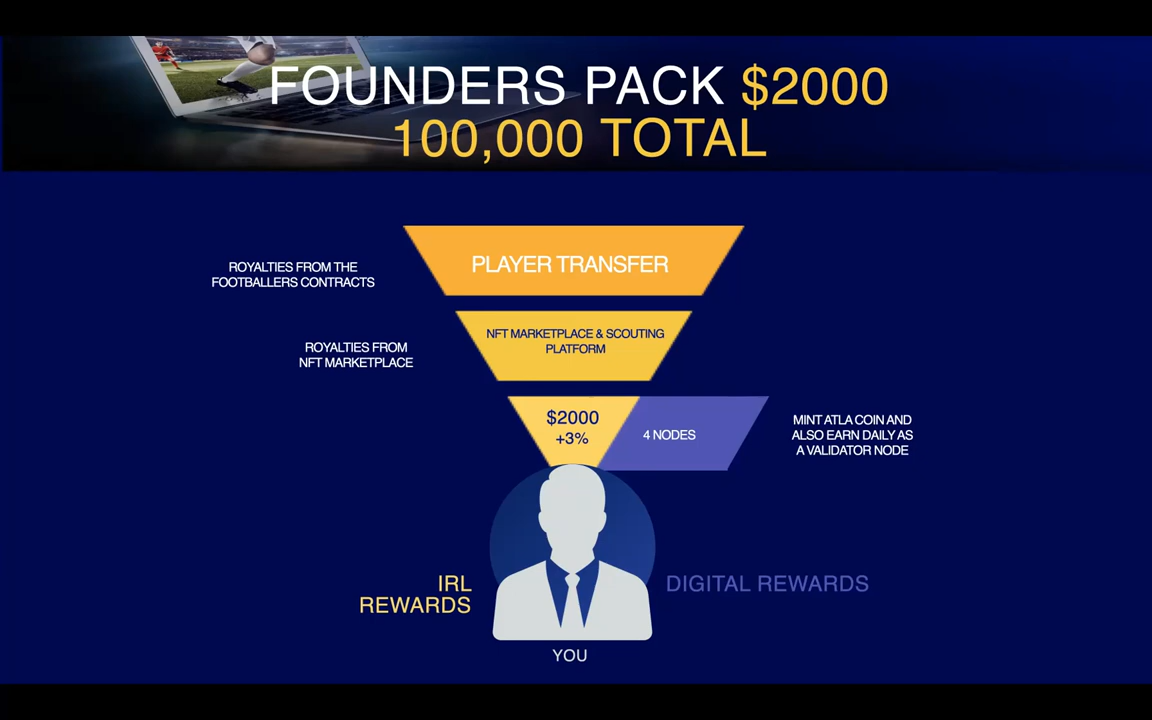 FOUNDERS PACK $2000
100,000 TOTAL
ROYALTIES FROM THE
FOOTBALLERS CONTRACTS
PLAYER TRANSFER
ROYALTIES FROM
NFT MARKETPLACE
NFT MARKETPLACE & SCOUTING
PLATFORM
$2000
+3%
4 NODES
MINT ATLA COIN AND
ALSO EARN DAILY AS
A VALIDATOR NODE
IRL
REWARDS
DIGITAL REWARDS
YOU